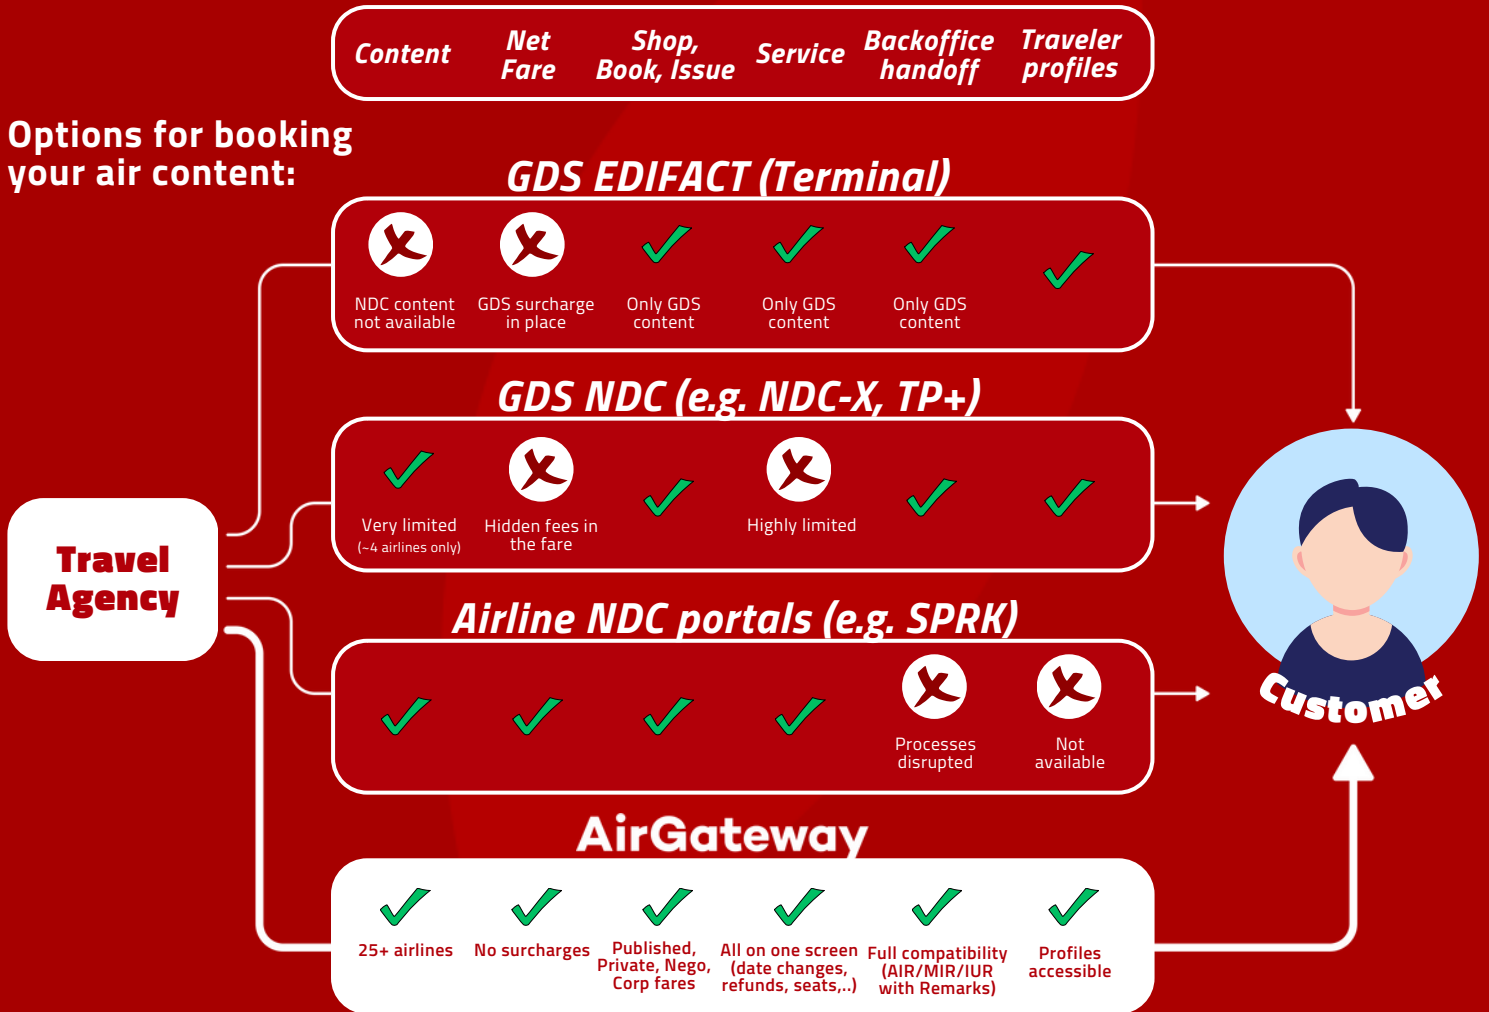 Content
Net
Fare
Shop,
Book, Issue
Service
Backoffice
handoff
Traveler
profiles
Options for booking
your air content:
GDS EDIFACT (Terminal)
NDC content
not available
GDS surcharge
in place
Only GDS
content
Only GDS
content
Only GDS
content
GDS NDC (e.g. NDC-X, TP+)
Very limited
(~4 airlines only)
Hidden fees in
the fare
Highly limited
Travel
Agency
Airline NDC portals (e.g. SPRK)
Processes
disrupted
Not
available
Customer
AirGateway
25+ airlines
No surcharges
Published,
Private, Nego,
Corp fares
All on one screen
(date changes,
refunds, seats,..)
Full compatibility
(AIR/MIR/IUR
with Remarks)
Profiles
accessible